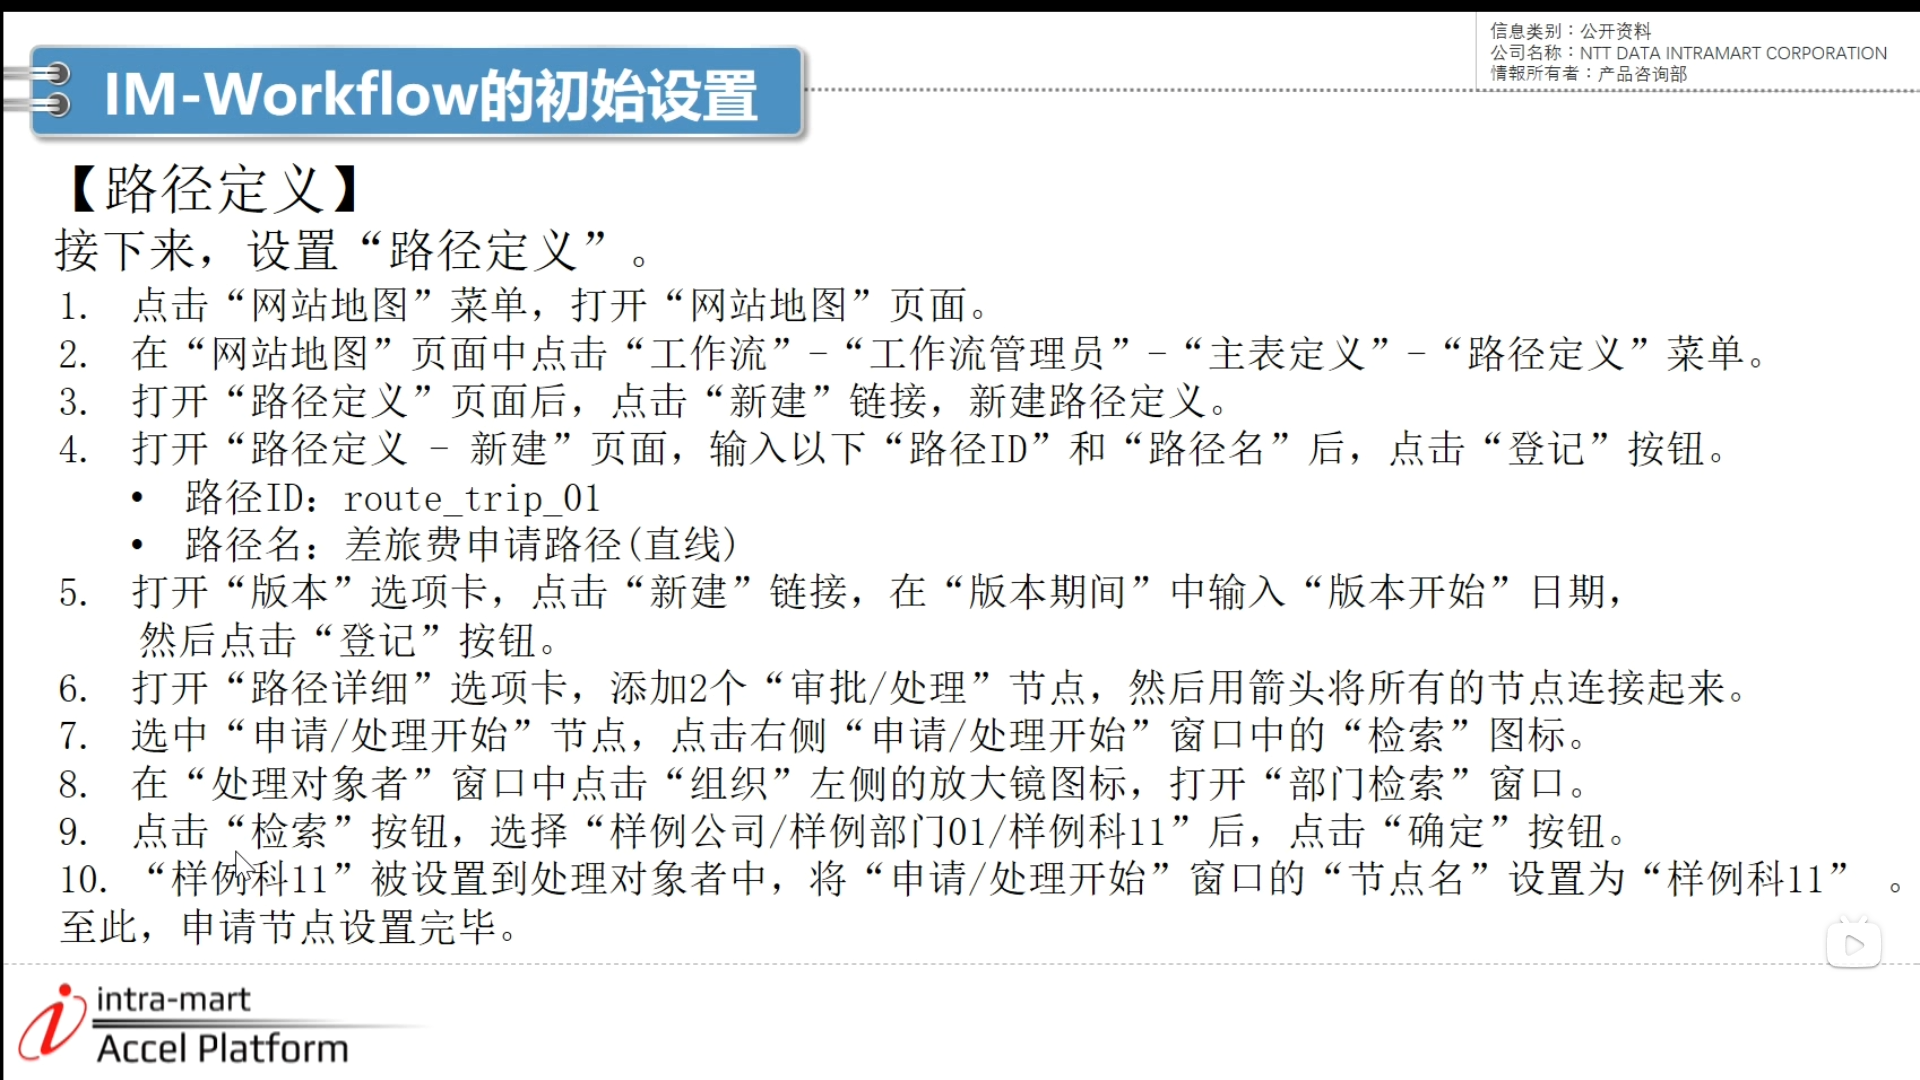 信息类别：公开资料
公司名称：NTT DATA INTRAMART CORPORATION
情報所有者：产品咨询部
IM-Workflow的初始设置
【路径定义】
接下来，设置“路径定义”。
1. 点击“网站地图”菜单，打开“网站地图”页面。
2. 在“网站地图”页面中点击“工作流”-“工作流管理员”-“主表定义”-“路径定义”菜单。
3. 打开“路径定义”页面后，点击“新建”链接，新建路径定义。
4. 打开“路径定义 - 新建”页面，输入以下“路径ID”和“路径名”后，点击“登记”按钮。
• 路径ID：route_trip_01
• 路径名：差旅费申请路径(直线)
5. 打开“版本”选项卡，点击“新建”链接，在“版本期间”中输入“版本开始”日期，
然后点击“登记”按钮。
6. 打开“路径详细”选项卡，添加2个“审批/处理”节点，然后用箭头将所有的节点连接起来。
7. 选中“申请/处理开始”节点，点击右侧“申请/处理开始”窗口中的“检索”图标。
8. 在“处理对象者”窗口中点击“组织”左侧的放大镜图标，打开“部门检索”窗口。
9. 点击“检索”按钮，选择“样例公司/样例部门01/样例科11”后，点击“确定”按钮。
10. “样例科11”被设置到处理对象者中，将“申请/处理开始”窗口的“节点名”设置为“样例科11” 。
至此，申请节点设置完毕。
intra-mart
Accel Platform